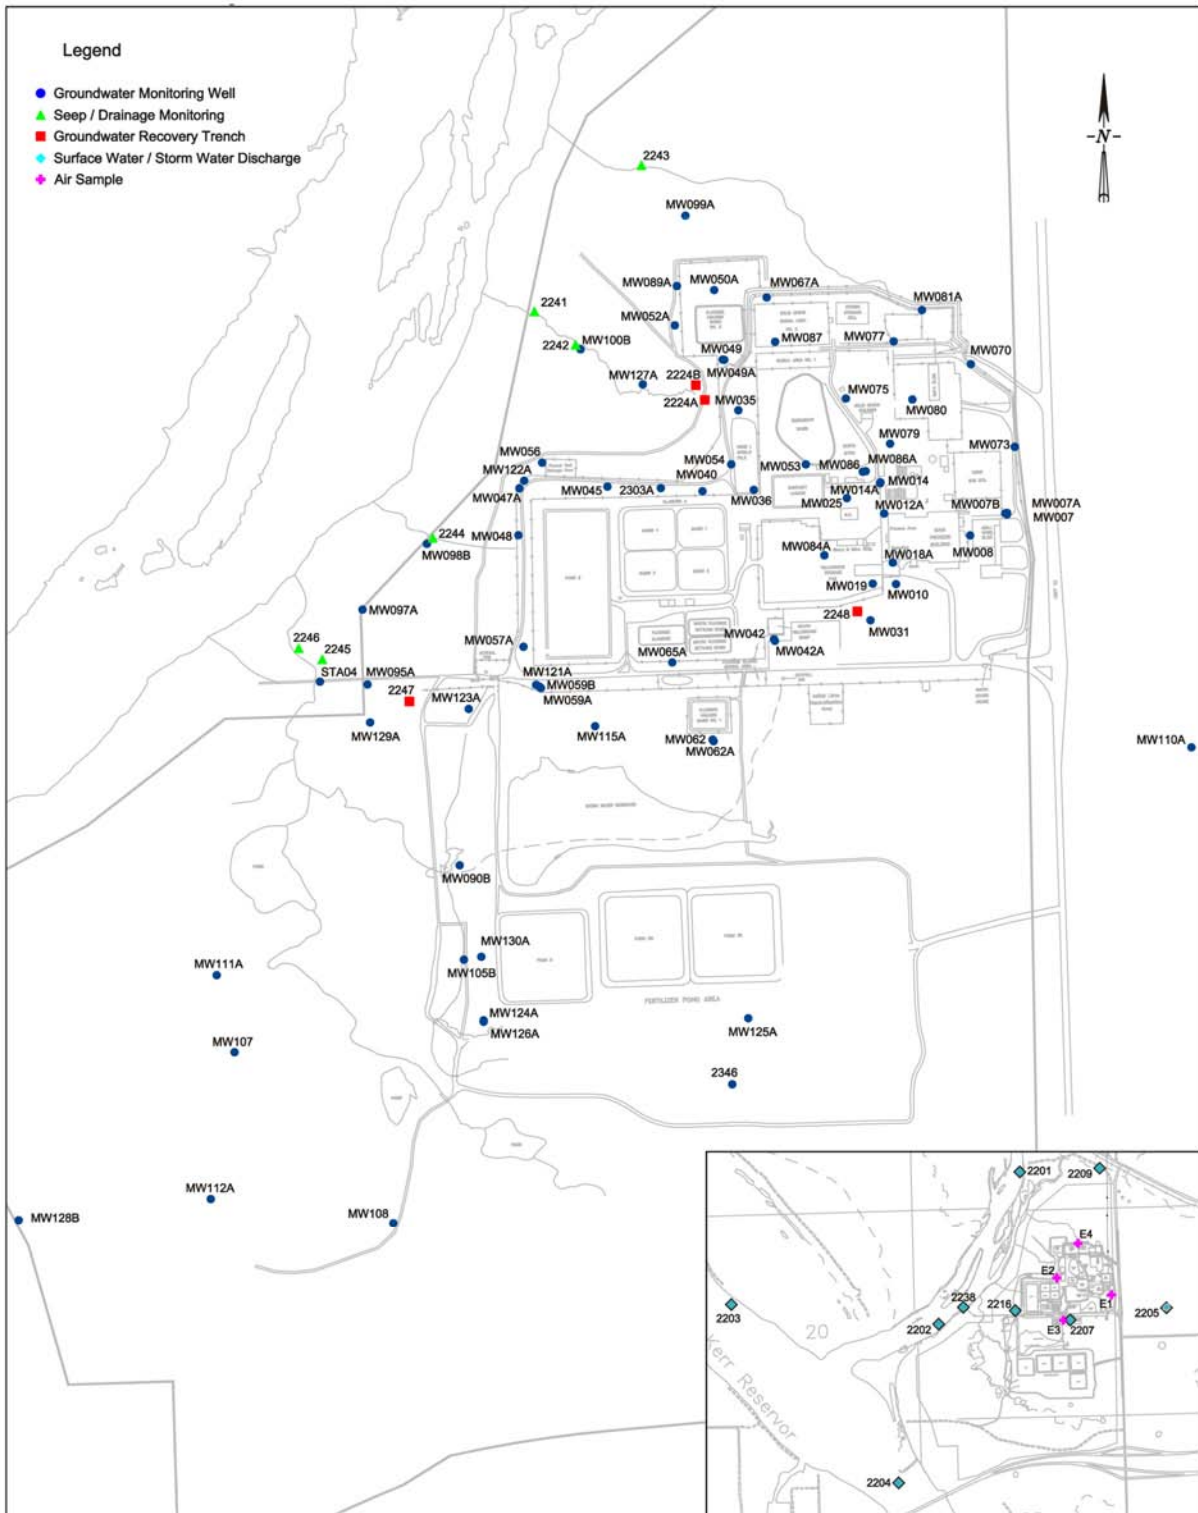 Legend
Groundwater Monitoring Well
Seep / Drainage Monitoring
Groundwater Recovery Trench
Surface Water / Storm Water Discharge
Air Sample
N
2243
MW099A
MW089A
MW050A
MW067A
MW081A
2241
MW052A
2242
MW100B
MW087
MW077
MW049
MW070
MW127A
2224B
MW049A
2224A
MW035
MW075
MW080
MW079
MW073
MW056
MW054
MW053
MW086
MW086A
MW122A
MW040
MW014
MW047A
MW045
2303A
MW036
MW014A
MW025
MW012A
MW007B
MW007A
MW007
2244
MW048
MW098B
MW084A
MW018A
MW008
MW019
MW010
MW097A
2248
MW031
2246
2245
MW057A
MW042
MW042A
MW065A
STA04
MW095A
MW121A
MW059B
2247
MW123A
MW059A
MW129A
MW115A
MW062
MW062A
MW110A
POND 2
MW090B
MW130A
MW111A
MW105B
FERTILIZER POND AREA
MW124A
MW125A
MW126A
MW107
2346
MW112A
MW128B
MW108
2201
2209
E4
E2
2238
2216
E1
2203
2205
2202
E3
2207
20
Kerr Reservoir
2204